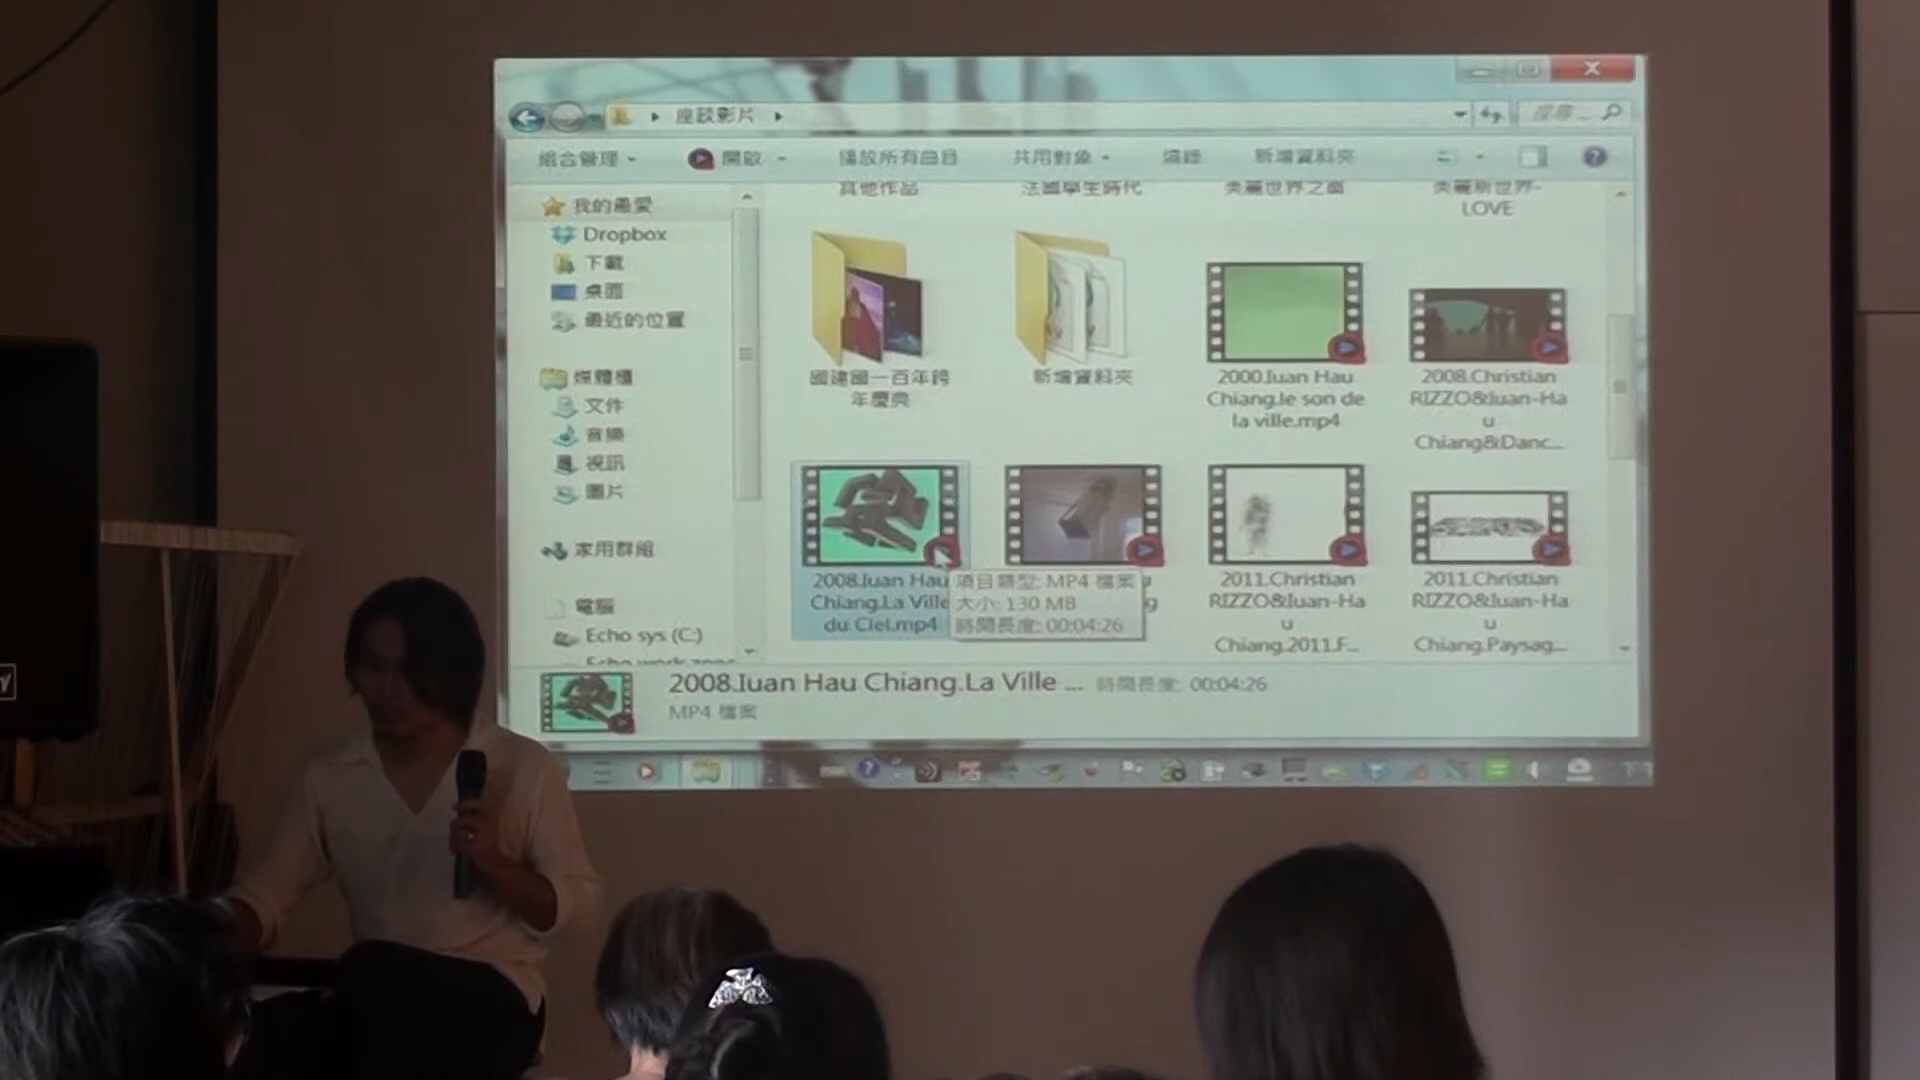 座談影片
搜尋...
組合管理
開啟
播放所有曲目
共用對象
燒錄
新增資料夾
我的最愛
Dropbox
下載
桌面
最近的位置
媒體櫃
文件
音樂
視訊
圖片
家用群組
電腦
Echo sys (C:)
其他作品
法國學生時代
美麗世界之窗
美麗新世界-
LOVE
國建國一百年跨
年慶典
新增資料夾
2000.Iuan Hau
Chiang.le son de
la ville.mp4
2008.Christian
RIZZO&Iuan-Ha
u
Chiang&Danc...
2008.Iuan Hau
Chiang.La Ville
du Ciel.mp4
項目類型: MP4 檔案
大小: 130 MB
時間長度: 00:04:26
2011.Christian
RIZZO&Iuan-Ha
u
Chiang.2011.F...
2011.Christian
RIZZO&Iuan-Ha
u
Chiang.Paysag...
2008.Iuan Hau Chiang.La Ville ... 時間長度: 00:04:26
MP4 檔案